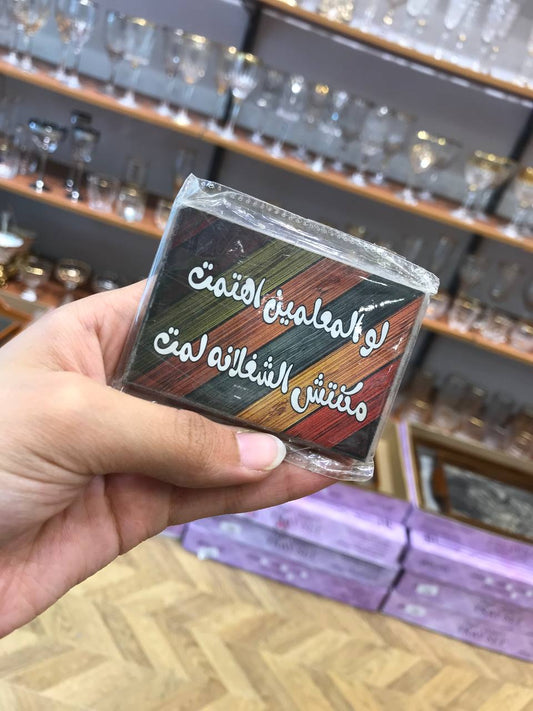 لو المعلمين اهتمت
مكنتش الشغلانه لمت